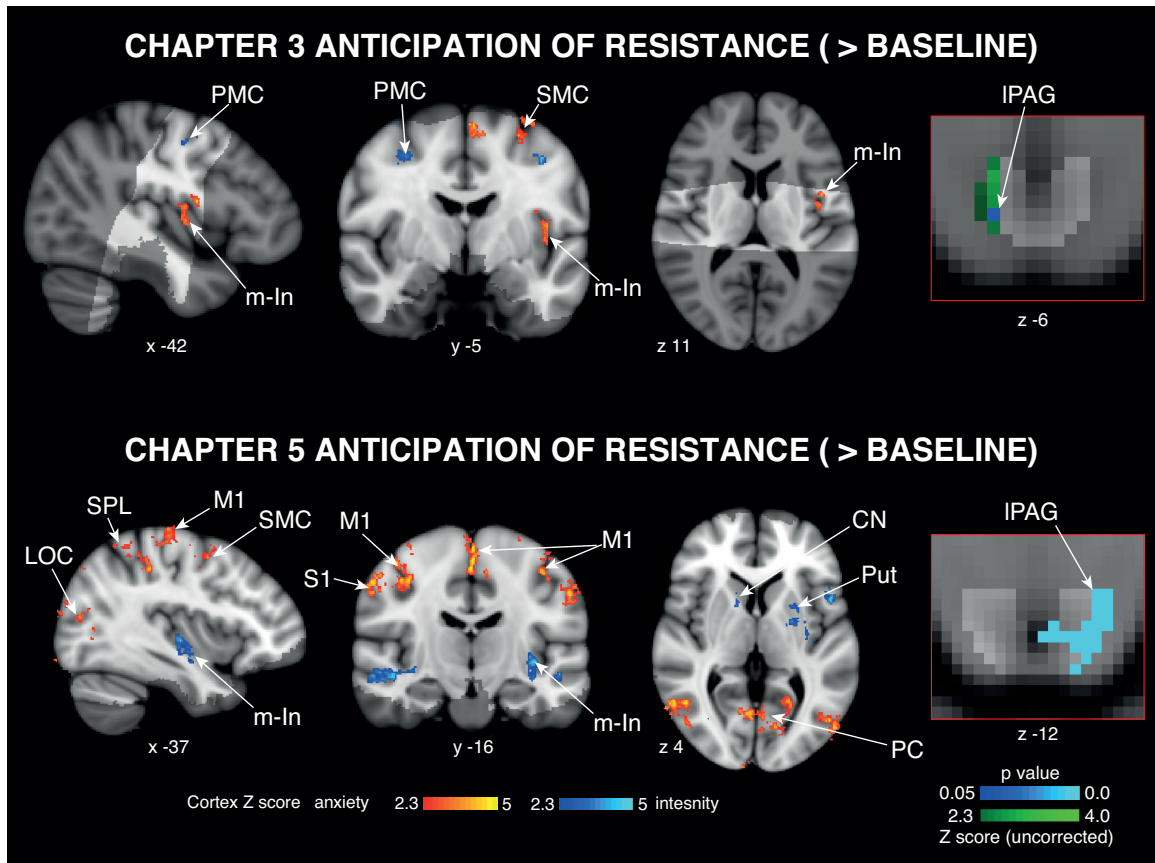 CHAPTER 3 ANTICIPATION OF RESISTANCE ( > BASELINE)
PMC
PMC
SMC
m-In
lPAG
m-In
m-In
x -42
y -5
z 11
z -6
CHAPTER 5 ANTICIPATION OF RESISTANCE ( > BASELINE)
SPL
M1
SMC
LOC
m-In
M1
M1
S1
m-In
CN
Put
PC
lPAG
x -37
y -16
z 4
z -12
Cortex Z score anxiety 2.3 5 2.3 5 intesnity
p value
0.05 0.0
2.3 4.0
Z score (uncorrected)